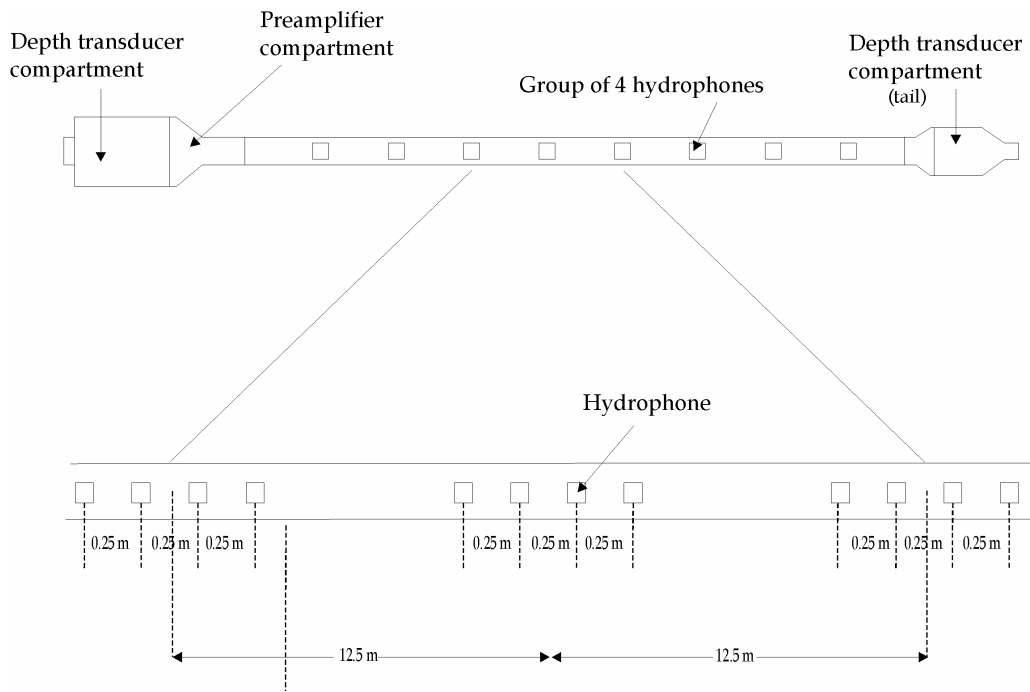 Depth transducer
compartment
Preamplifier
compartment
Group of 4 hydrophones
Depth transducer
compartment
(tail)
Hydrophone
0.25 m 0.25 m 0.25 m
0.25 m 0.25 m 0.25 m
0.25 m 0.25 m 0.25 m
12.5 m
12.5 m